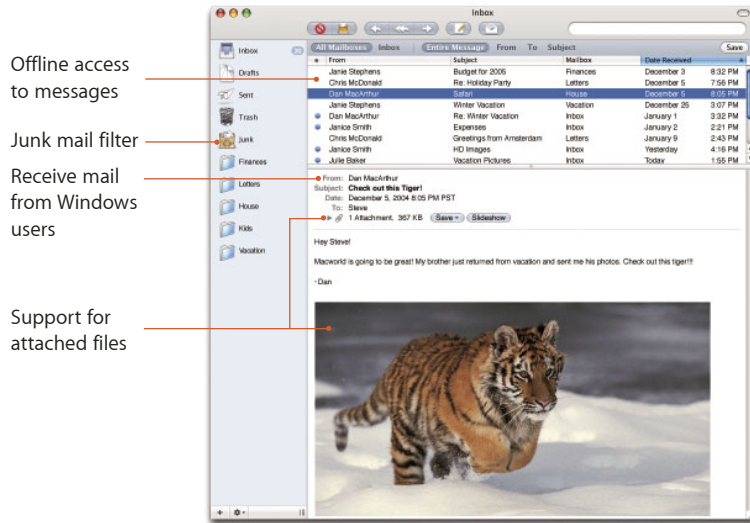 Offline access
to messages
Junk mail filter
Receive mail
from Windows
users
Support for
attached files
Inbox
All Mailboxes Inbox Entire Message From To Subject Save
From Subject Mailbox Date Received
Janie Stephens Budget for 2005 Finances December 3 8:32 PM
Chris McDonald Re: Holiday Party Letters December 5 7:56 PM
Dan MacArthur Safari House December 5 8:05 PM
Janie Stephens Winter Vacation Vacation December 25 3:07 PM
Dan MacArthur Re: Winter Vacation Inbox January 1 3:32 PM
Janice Smith Expenses Inbox January 2 2:21 PM
Chris McDonald Greetings from Amsterdam Letters January 9 2:43 PM
Janice Smith HD Images Inbox Yesterday 4:16 PM
Julie Baker Vacation Pictures Inbox Today 1:55 PM
Inbox
Drafts
Sent
Trash
Junk
Finances
Letters
House
Kids
Vacation
From: Dan MacArthur
Subject: Check out this Tiger!
Date: December 5, 2004 8:05 PM PST
To: Steve
1 Attachment, 367 KB Save Slideshow
Hey Steve!
Macworld is going to be great! My brother just returned from vacation and sent me his photos. Check out this tiger!!!
-Dan